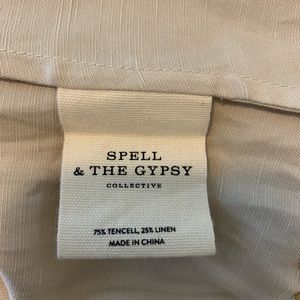 SPELL
& THE GYPSY
COLLECTIVE
75% TENCELL, 25% LINEN
MADE IN CHINA